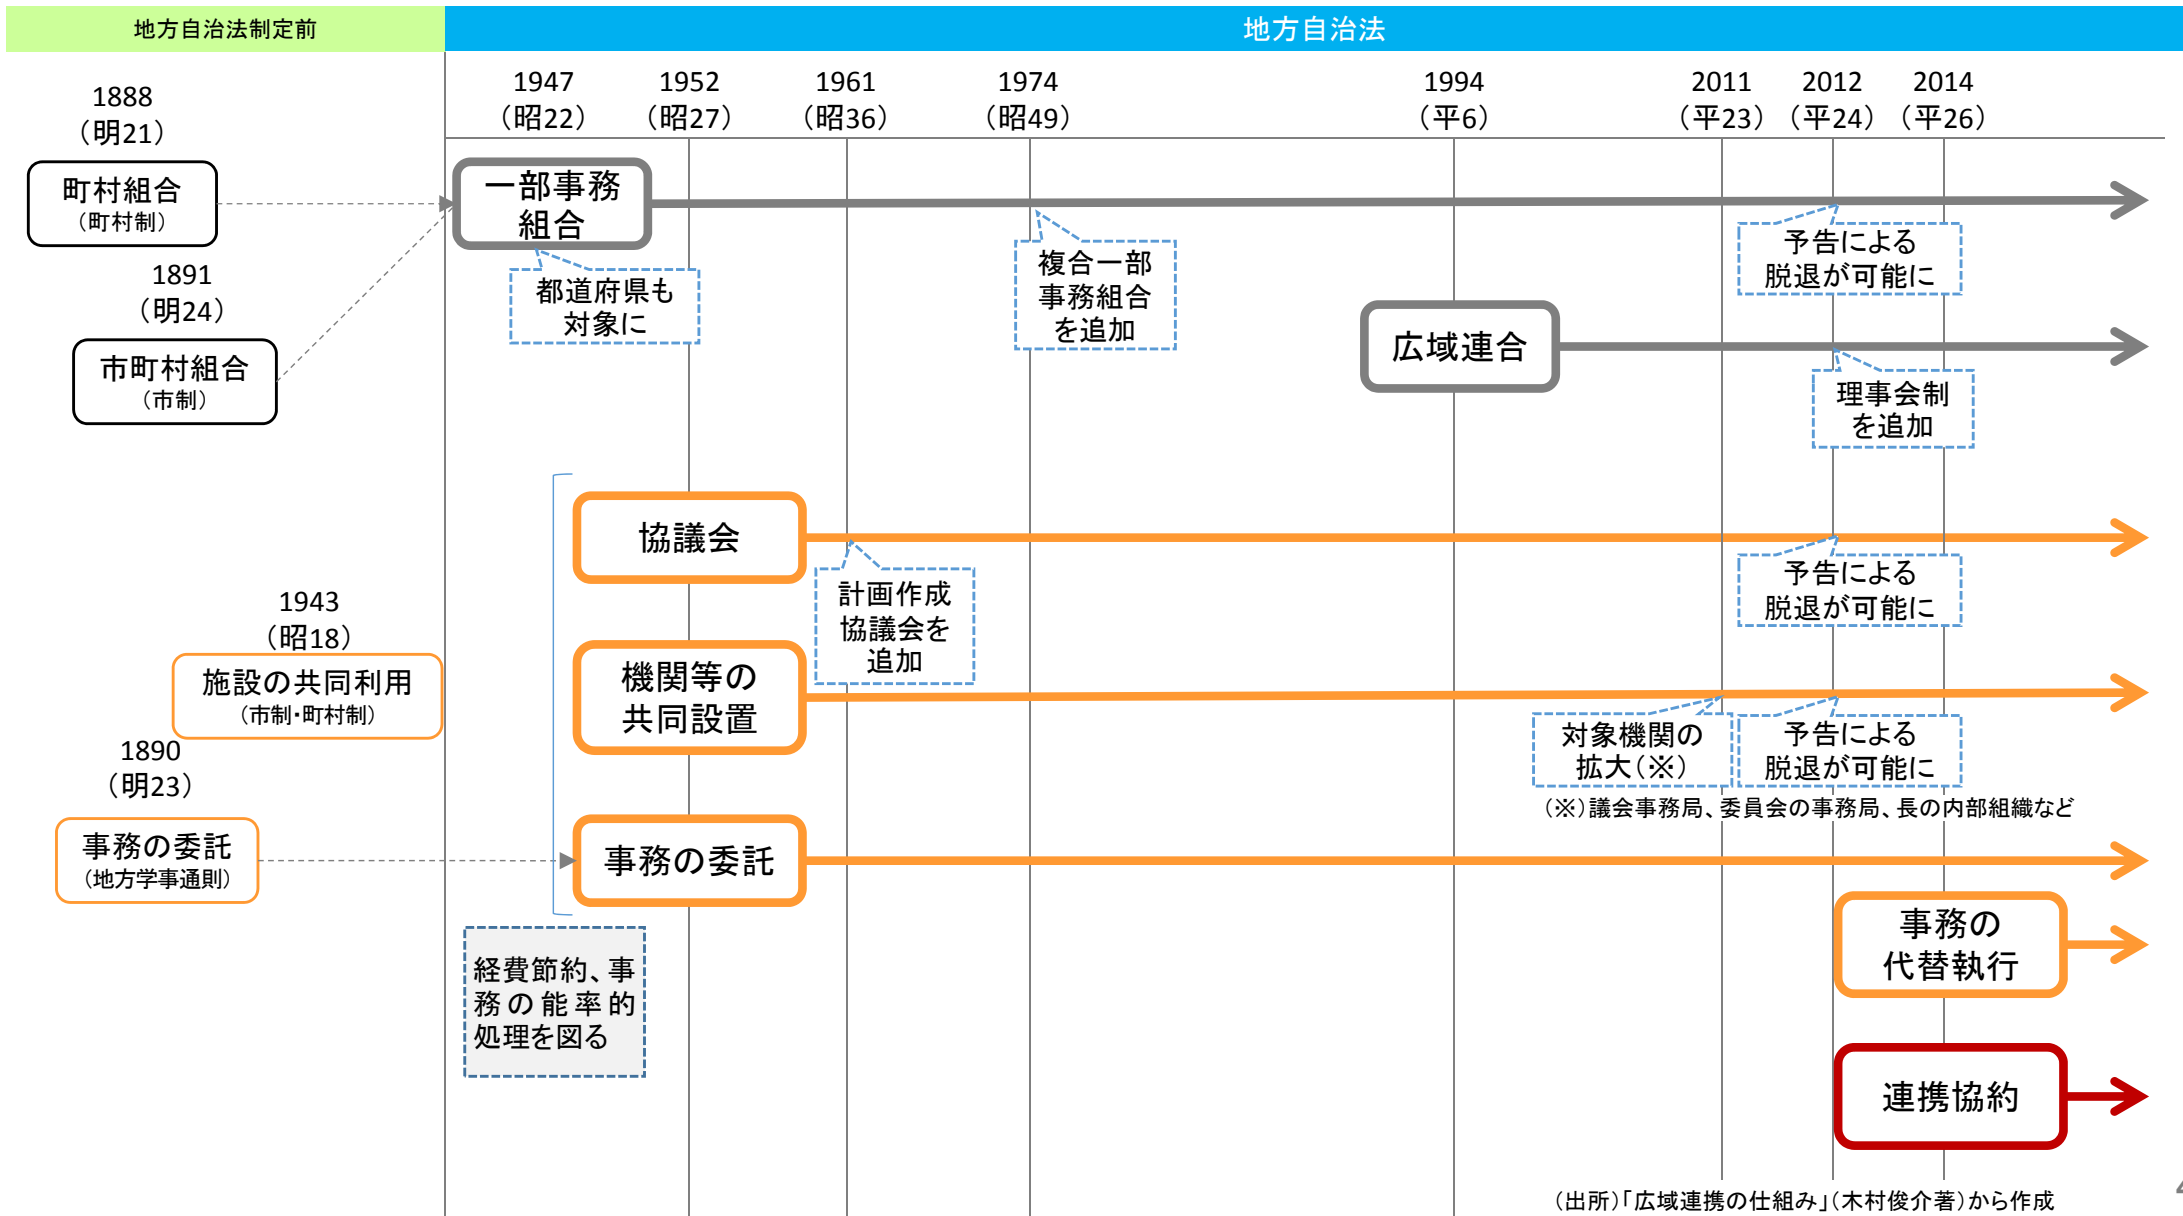 地方自治法制定前
地方自治法
1888
（明21）
1947
（昭22）
1952
（昭27）
1961
（昭36）
1974
（昭49）
1994
（平6）
2011
（平23）
2012
（平24）
2014
（平26）
町村組合
（町村制）
一部事務
組合
都道府県も
対象に
複合一部
事務組合
を追加
予告による
脱退が可能に
1891
（明24）
市町村組合
（市制）
広域連合
理事会制
を追加
協議会
計画作成
協議会を
追加
予告による
脱退が可能に
1943
（昭18）
施設の共同利用
（市制・町村制）
機関等の
共同設置
対象機関の
拡大（※）
予告による
脱退が可能に
（※）議会事務局、委員会の事務局、長の内部組織など
1890
（明23）
事務の委託
（地方学事通則）
事務の委託
事務の
代替執行
経費節約、事
務の能率的
処理を図る
連携協約
（出所）「広域連携の仕組み」（木村俊介著）から作成